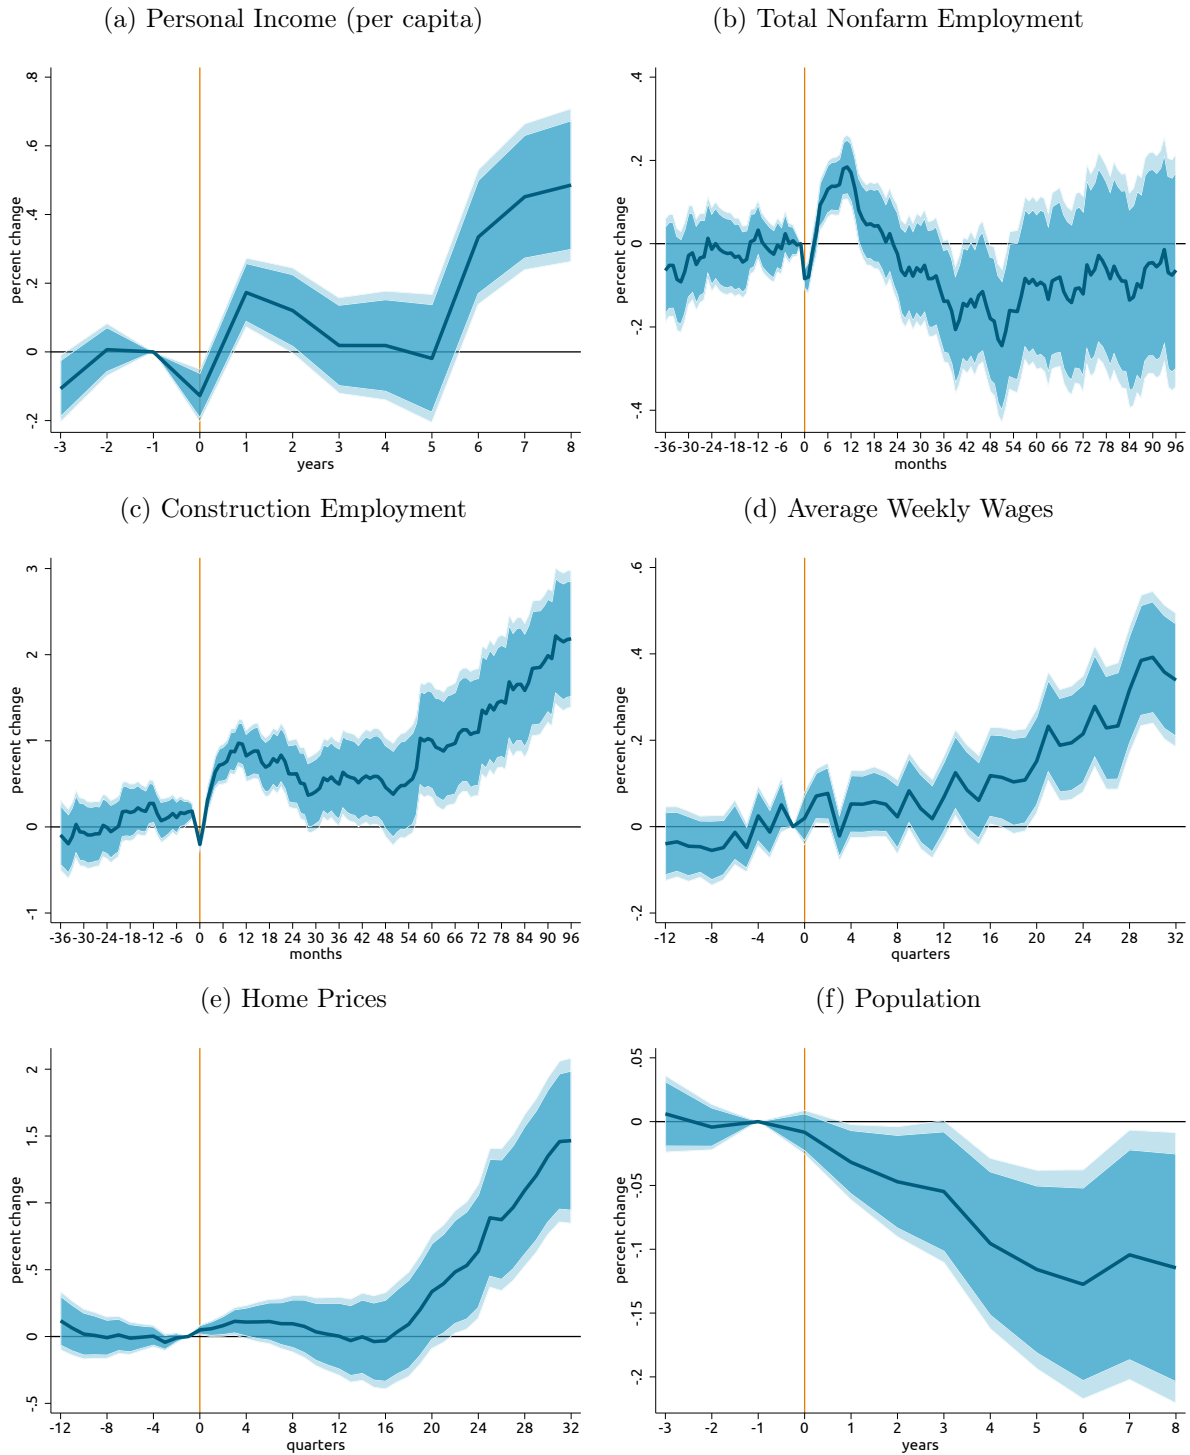 (a) Personal Income (per capita)
percent change
.8
.6
.4
.2
0
-.2
-3 -2 -1 0 1 2 3 4 5 6 7 8
years
(b) Total Nonfarm Employment
percent change
.4
.2
0
-.2
-.4
-36-30-24-18-12 -6 0 6 12 18 24 30 36 42 48 54 60 66 72 78 84 90 96
months
(c) Construction Employment
percent change
3
2
1
0
-1
-36-30-24-18-12 -6 0 6 12 18 24 30 36 42 48 54 60 66 72 78 84 90 96
months
(d) Average Weekly Wages
percent change
.6
.4
.2
0
-.2
-12 -8 -4 0 4 8 12 16 20 24 28 32
quarters
(e) Home Prices
percent change
2
1.5
1
.5
0
-.5
-12 -8 -4 0 4 8 12 16 20 24 28 32
quarters
(f) Population
percent change
.05
0
-.05
-.1
-.15
-.2
-3 -2 -1 0 1 2 3 4 5 6 7 8
years